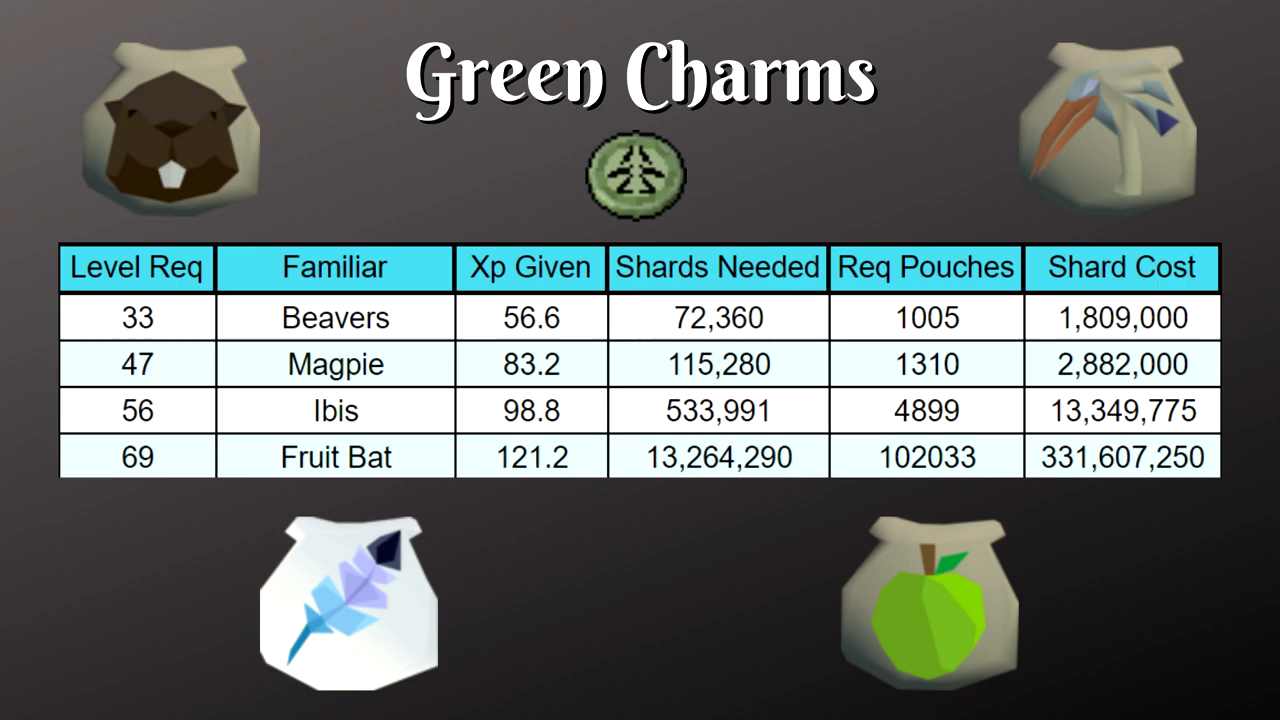 Green Charms
Level Req Familiar Xp Given Shards Needed Req Pouches Shard Cost
33 Beavers 56.6 72,360 1005 1,809,000
47 Magpie 83.2 115,280 1310 2,882,000
56 Ibis 98.8 533,991 4899 13,349,775
69 Fruit Bat 121.2 13,264,290 102033 331,607,250